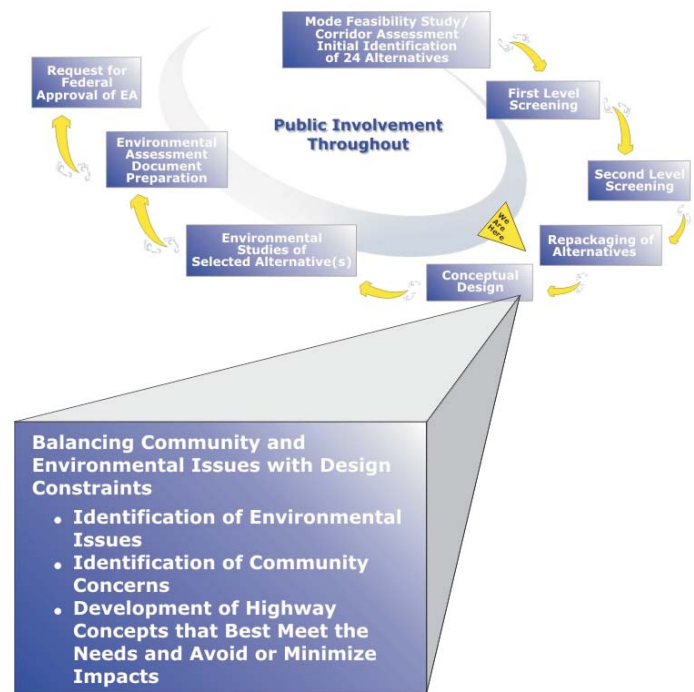 Mode Feasibility Study/
Corridor Assessment
Initial Identification
of 24 Alternatives
First Level
Screening
Second Level
Screening
Repackaging of
Alternatives
We
Are
Here
Conceptual
Design
Environmental
Studies of
Selected Alternative(s)
Environmental
Assessment
Document
Preparation
Request for
Federal
Approval of EA
Public Involvement
Throughout
Balancing Community and
Environmental Issues with Design
Constraints
• Identification of Environmental
Issues
• Identification of Community
Concerns
• Development of Highway
Concepts that Best Meet the
Needs and Avoid or Minimize
Impacts